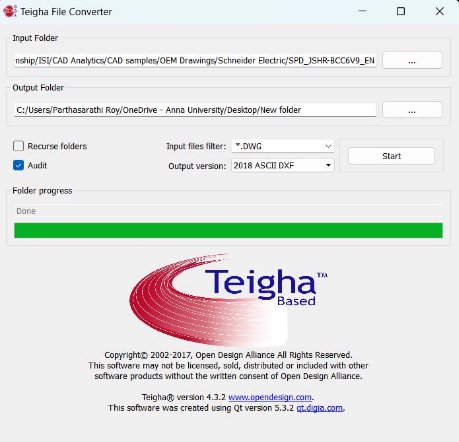 Teigha File Converter
Input Folder
nship/ISI/CAD Analytics/CAD samples/OEM Drawings/Schneider Electric/SPD_JSHR-BCC6V9_EN
...
Output Folder
C:/Users/Parthasarathi Roy/OneDrive - Anna University/Desktop/New folder
...
Recurse folders
Input files filter: *.DWG
Audit
Output version: 2018 ASCII DXF
Start
Folder progress
Done
Teigha™
Based
Copyright© 2002-2017, Open Design Alliance All Rights Reserved.
This software may not be licensed, sold, distributed or included with other
software products without the written consent of Open Design Alliance.
Teigha® version 4.3.2 www.opendesign.com.
This software was created using Qt version 5.3.2 qt.digia.com.